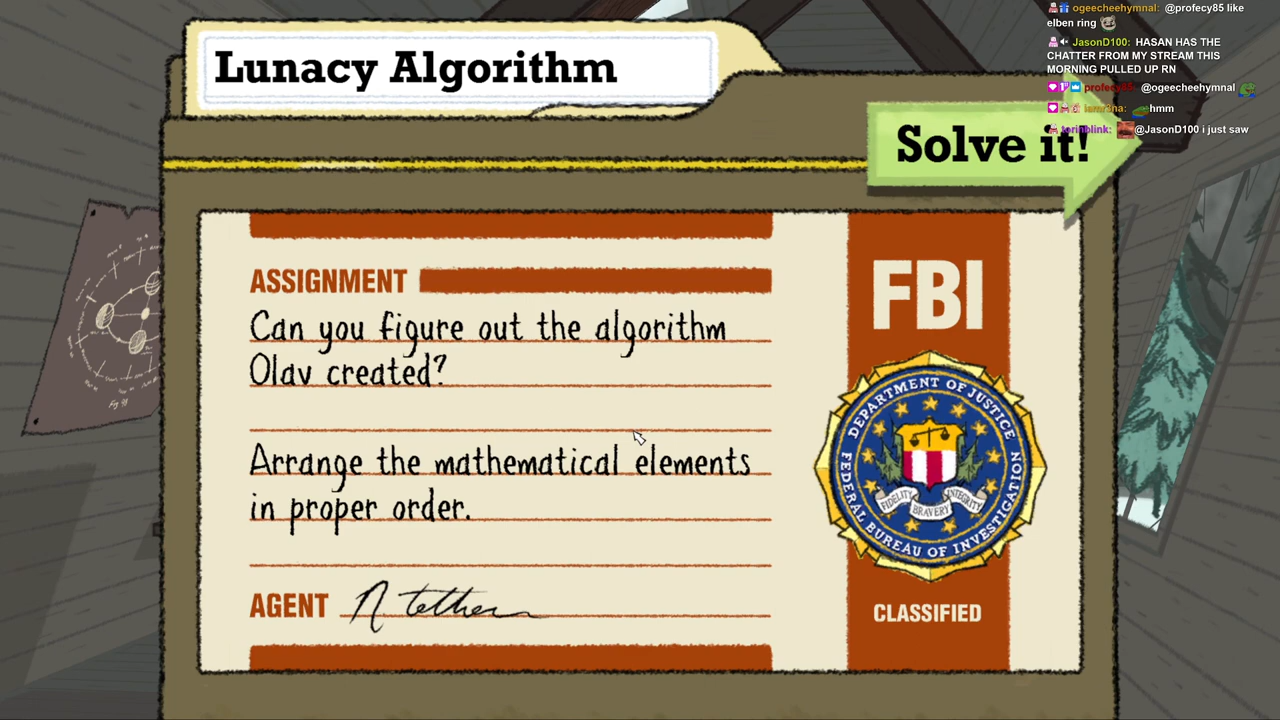 Lunacy Algorithm
ogeecheehymnal: @profecy85 like
elben ring
JasonD100: HASAN HAS THE
CHATTER FROM MY STREAM THIS
MORNING PULLED UP RN
profecy85: @ogeecheehymnal
hmm
@JasonD100 i just saw
Solve it!
ASSIGNMENT
Can you figure out the algorithm
Olav created?
Arrange the mathematical elements
in proper order.
AGENT N tether
FBI
DEPARTMENT OF JUSTICE
FIDELITY BRAVERY INTEGRITY
FEDERAL BUREAU OF INVESTIGATION
CLASSIFIED